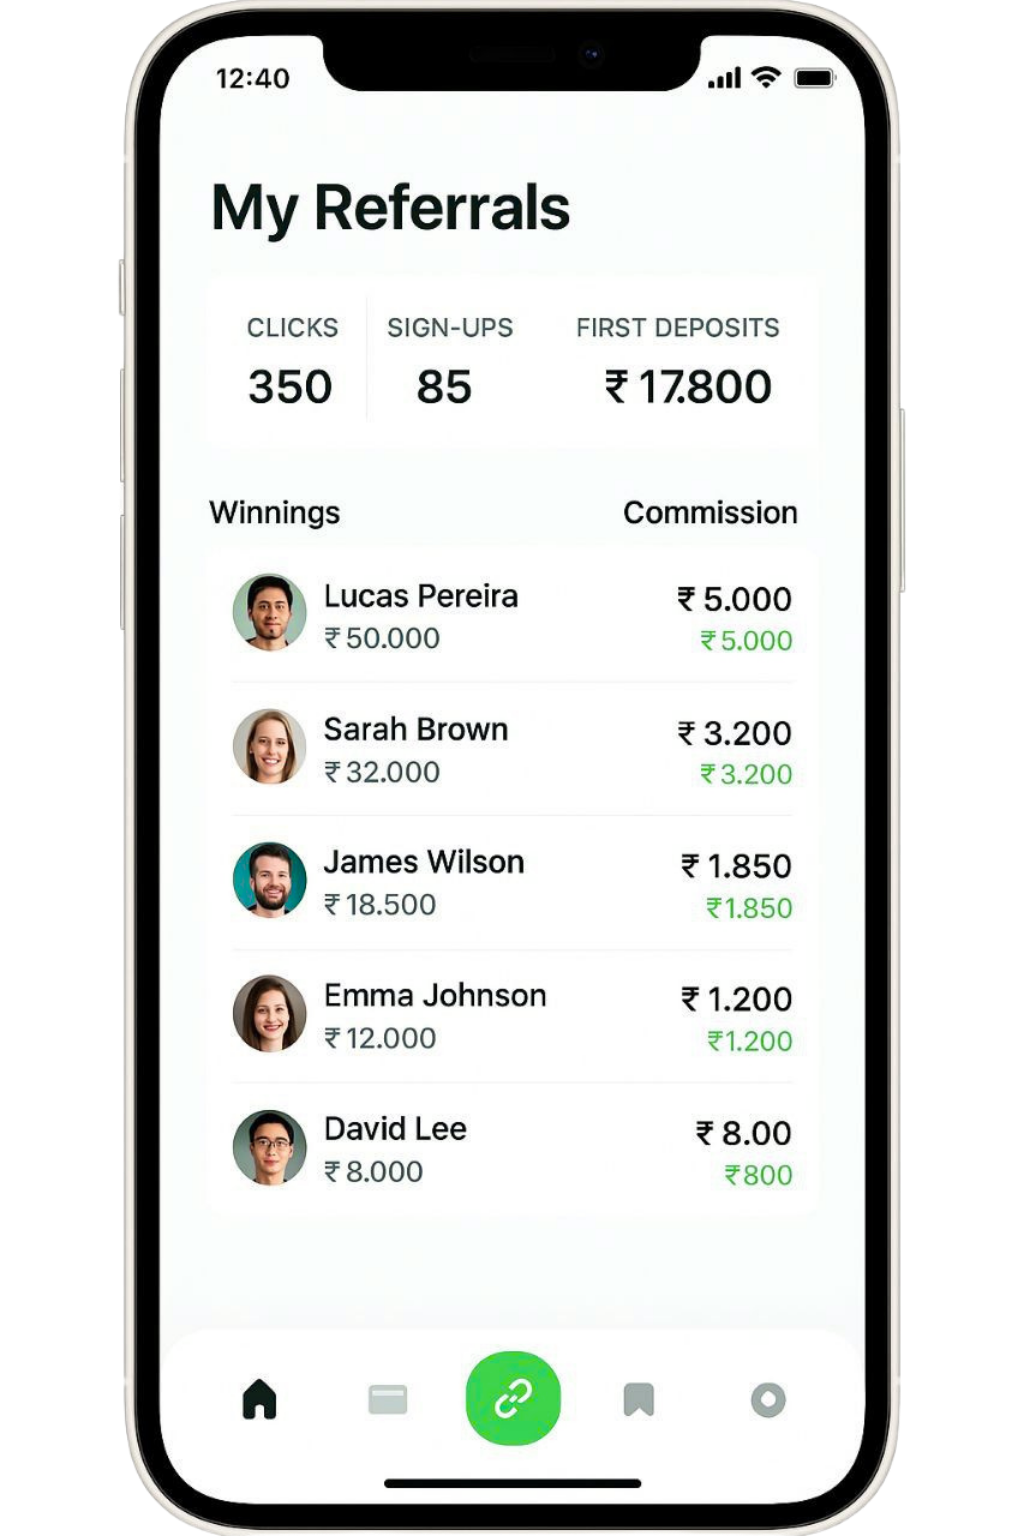 12:40
My Referrals
CLICKS SIGN-UPS FIRST DEPOSITS
350 85 ₹ 17.800
Winnings Commission
Lucas Pereira ₹ 5.000
₹ 50.000 ₹ 5.000
Sarah Brown ₹ 3.200
₹ 32.000 ₹ 3.200
James Wilson ₹ 1.850
₹ 18.500 ₹1.850
Emma Johnson ₹ 1.200
₹ 12.000 ₹1.200
David Lee ₹ 8.00
₹ 8.000 ₹800